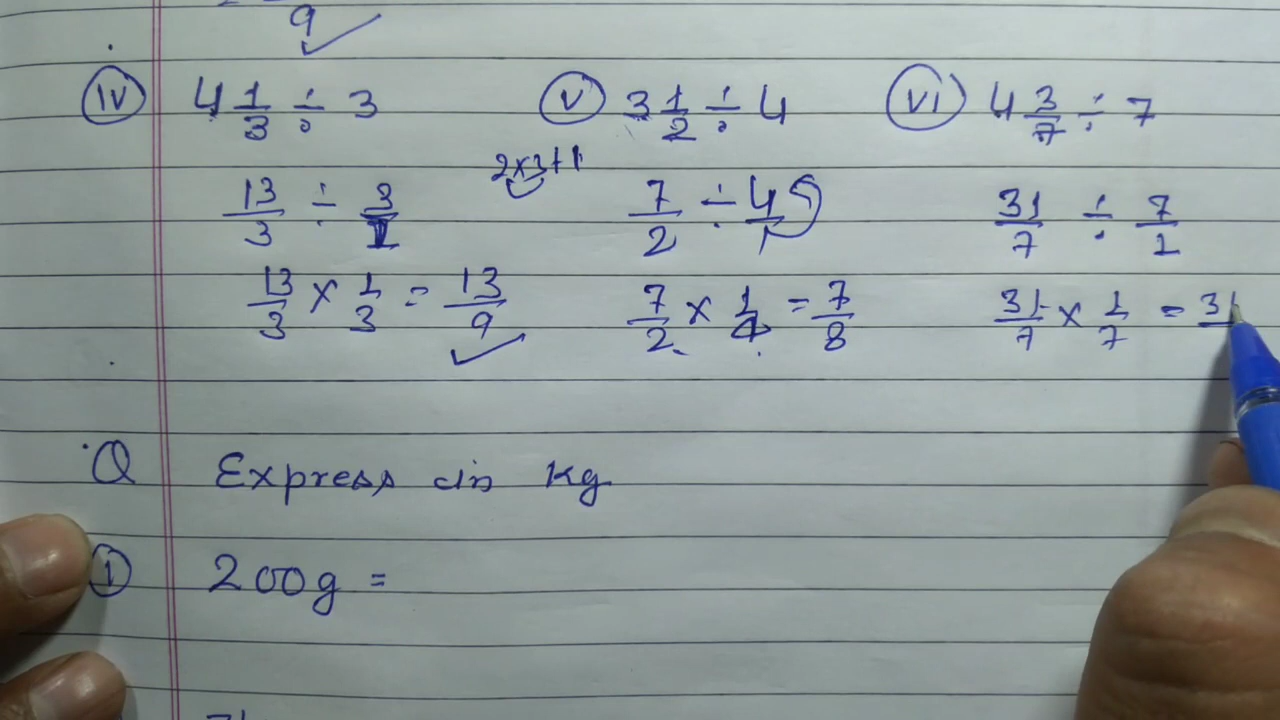 9
(iv) 4 1/3 ÷ 3
13/3 ÷ 3/1
13/3 × 1/3 = 13/9
(v) 3 1/2 ÷ 4
2×3+1
7/2 ÷ 4/1
7/2 × 1/4 = 7/8
(vi) 4 3/7 ÷ 7
31/7 ÷ 7/1
31/7 × 1/7 = 31
Q Express in kg
(i) 200g =